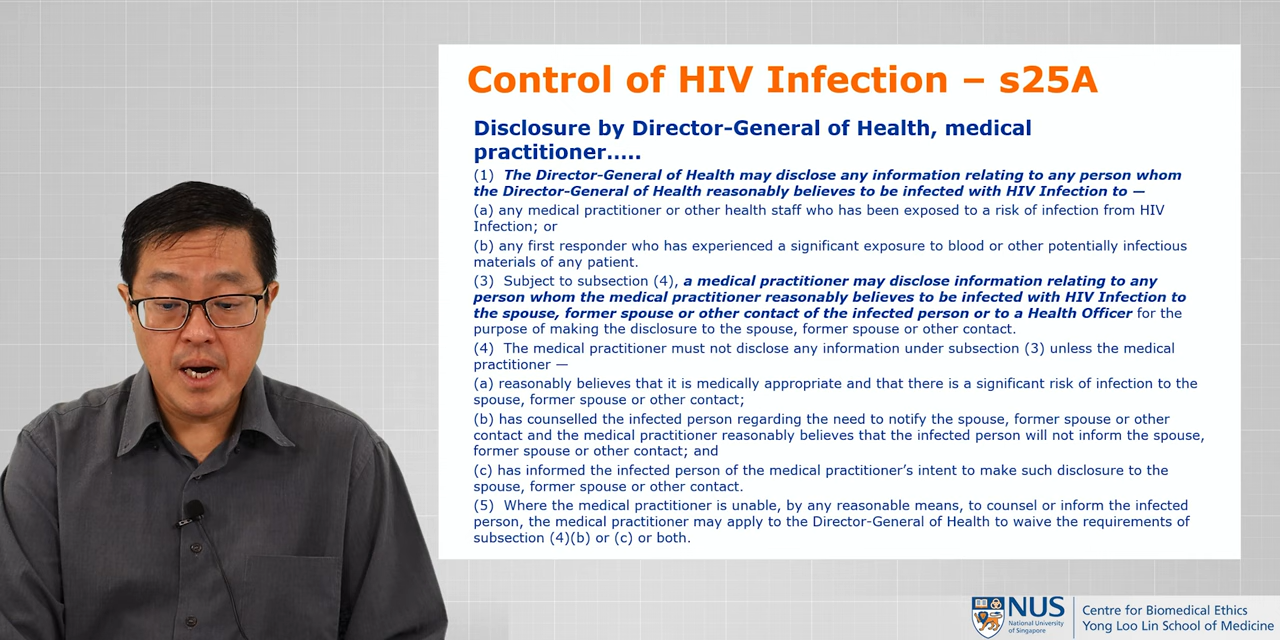 Control of HIV Infection – s25A
Disclosure by Director-General of Health, medical
practitioner.....
(1) The Director-General of Health may disclose any information relating to any person whom
the Director-General of Health reasonably believes to be infected with HIV Infection to —
(a) any medical practitioner or other health staff who has been exposed to a risk of infection from HIV
Infection; or
(b) any first responder who has experienced a significant exposure to blood or other potentially infectious
materials of any patient.
(3) Subject to subsection (4), a medical practitioner may disclose information relating to any
person whom the medical practitioner reasonably believes to be infected with HIV Infection to
the spouse, former spouse or other contact of the infected person or to a Health Officer for the
purpose of making the disclosure to the spouse, former spouse or other contact.
(4) The medical practitioner must not disclose any information under subsection (3) unless the medical
practitioner —
(a) reasonably believes that it is medically appropriate and that there is a significant risk of infection to the
spouse, former spouse or other contact;
(b) has counselled the infected person regarding the need to notify the spouse, former spouse or other
contact and the medical practitioner reasonably believes that the infected person will not inform the spouse,
former spouse or other contact; and
(c) has informed the infected person of the medical practitioner's intent to make such disclosure to the
spouse, former spouse or other contact.
(5) Where the medical practitioner is unable, by any reasonable means, to counsel or inform the infected
person, the medical practitioner may apply to the Director-General of Health to waive the requirements of
subsection (4)(b) or (c) or both.
NUS
National University
of Singapore
Centre for Biomedical Ethics
Yong Loo Lin School of Medicine